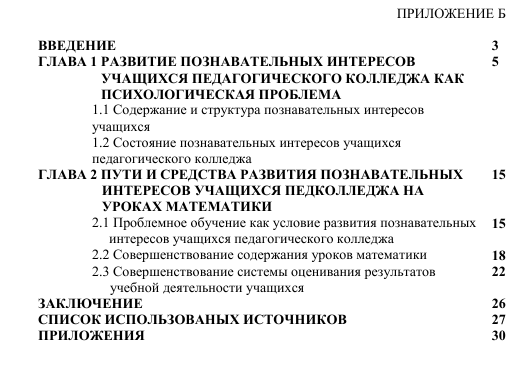 ПРИЛОЖЕНИЕ Б
ВВЕДЕНИЕ 3
ГЛАВА 1 РАЗВИТИЕ ПОЗНАВАТЕЛЬНЫХ ИНТЕРЕСОВ 5
УЧАЩИХСЯ ПЕДАГОГИЧЕСКОГО КОЛЛЕДЖА КАК
ПСИХОЛОГИЧЕСКАЯ ПРОБЛЕМА
1.1 Содержание и структура познавательных интересов
учащихся
1.2 Состояние познавательных интересов учащихся
педагогического колледжа
ГЛАВА 2 ПУТИ И СРЕДСТВА РАЗВИТИЯ ПОЗНАВАТЕЛЬНЫХ 15
ИНТЕРЕСОВ УЧАЩИХСЯ ПЕДКОЛЛЕДЖА НА
УРОКАХ МАТЕМАТИКИ
2.1 Проблемное обучение как условие развития познавательных 15
интересов учащихся педагогического колледжа
2.2 Совершенствование содержания уроков математики 18
2.3 Совершенствование системы оценивания результатов 22
учебной деятельности учащихся
ЗАКЛЮЧЕНИЕ 26
СПИСОК ИСПОЛЬЗОВАНЫХ ИСТОЧНИКОВ 27
ПРИЛОЖЕНИЯ 30